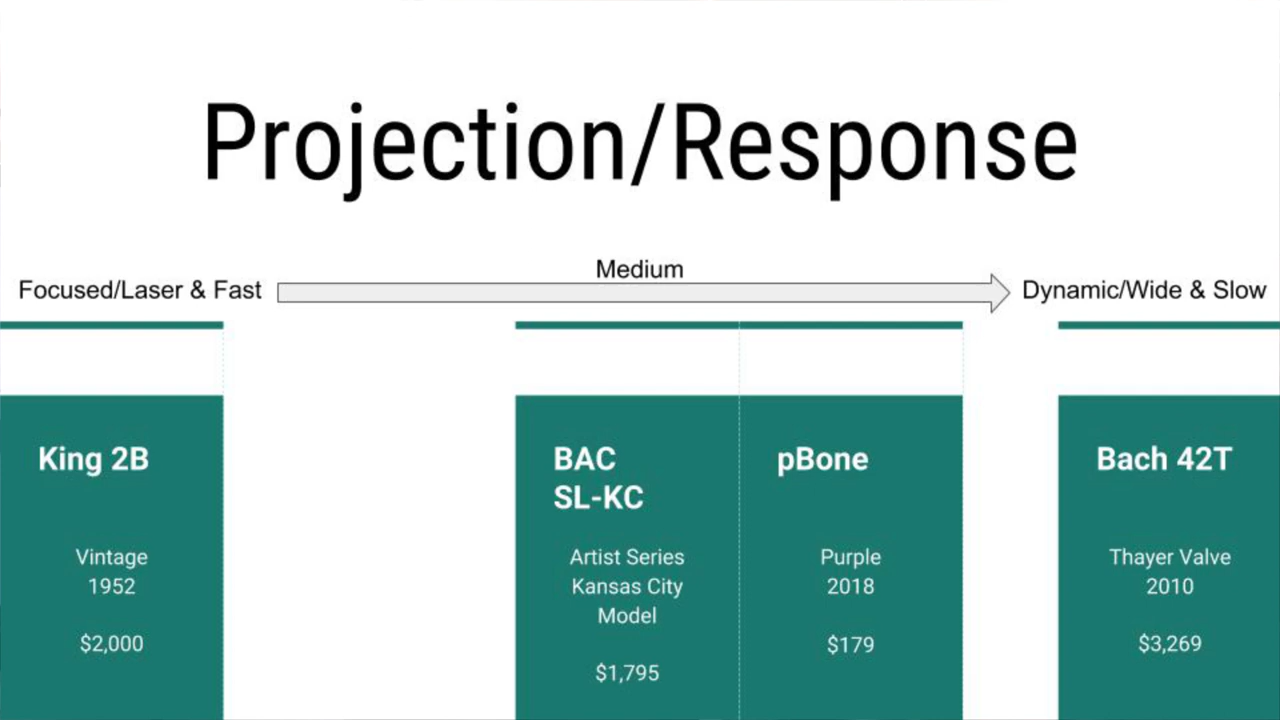 Projection/Response
Medium
Focused/Laser & Fast
Dynamic/Wide & Slow
King 2B
Vintage
1952
$2,000
BAC
SL-KC
Artist Series
Kansas City
Model
$1,795
pBone
Purple
2018
$179
Bach 42T
Thayer Valve
2010
$3,269